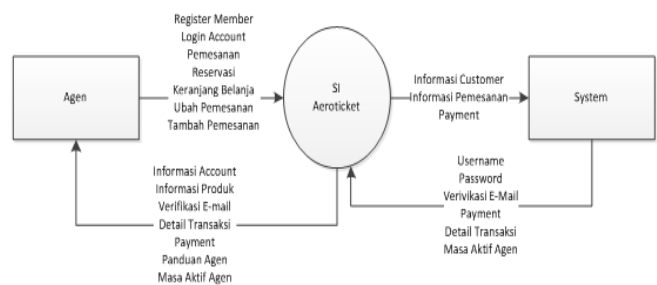 Register Member
Login Account
Pemesanan
Reservasi
Keranjang Belanja
Ubah Pemesanan
Tambah Pemesanan
Agen
SI
Aeroticket
Informasi Customer
Informasi Pemesanan
Payment
System
Informasi Account
Informasi Produk
Verifikasi E-mail
Detail Transaksi
Payment
Panduan Agen
Masa Aktif Agen
Username
Password
Verivikasi E-Mail
Payment
Detail Transaksi
Masa Aktif Agen